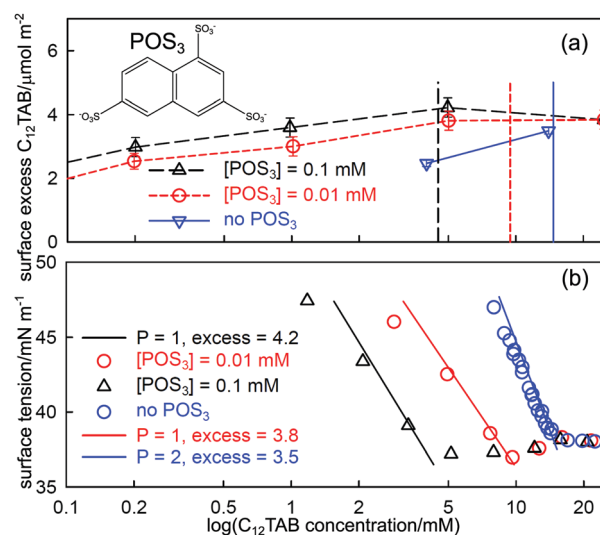 POS₃
SO₃⁻
⁻O₃S
SO₃⁻
(a)
surface excess C₁₂TAB/μmol m⁻²
6
4
2
0
[POS₃] = 0.1 mM
[POS₃] = 0.01 mM
no POS₃
(b)
surface tension/mN m⁻¹
50
45
40
35
P = 1, excess = 4.2
[POS₃] = 0.01 mM
[POS₃] = 0.1 mM
no POS₃
P = 1, excess = 3.8
P = 2, excess = 3.5
0.1 0.2 0.5 1 2 5 10 20
log(C₁₂TAB concentration/mM)